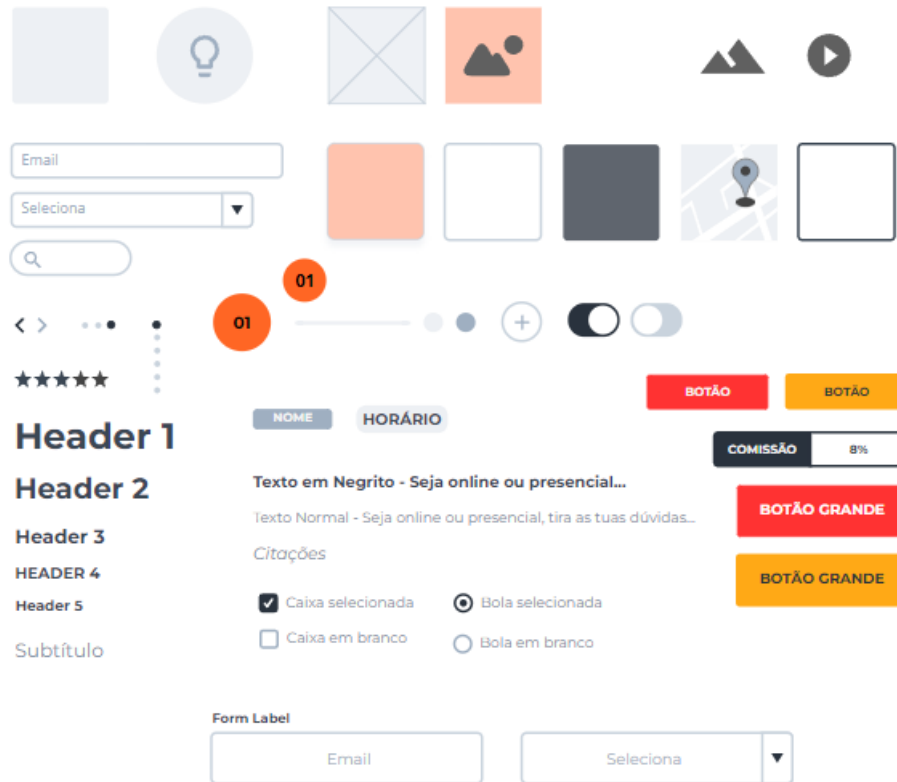 Email
Seleciona
01
01
BOTÃO
BOTÃO
NOME
HORÁRIO
Header 1
COMISSÃO 8%
Header 2
Texto em Negrito - Seja online ou presencial...
Texto Normal - Seja online ou presencial, tira as tuas dúvidas...
BOTÃO GRANDE
Header 3
Citações
HEADER 4
BOTÃO GRANDE
Header 5
Caixa selecionada
Bola selecionada
Caixa em branco
Bola em branco
Subtítulo
Form Label
Email
Seleciona